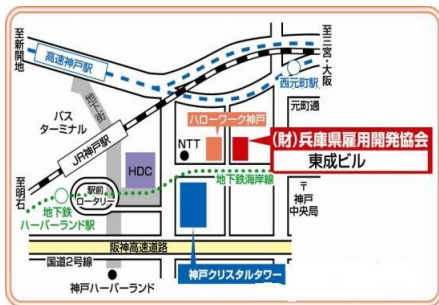 至新開地
高速神戸駅
至三宮・大阪
西元町駅
元町通
地下街
バス
ターミナル
JR神戸駅
ハローワーク神戸
NTT
(財)兵庫県雇用開発協会
東成ビル
HDC
地下鉄海岸線
至明石
駅前
ロータリー
地下鉄
ハーバーランド駅
〒
神戸
中央局
阪神高速道路
国道2号線
神戸クリスタルタワー
神戸ハーバーランド